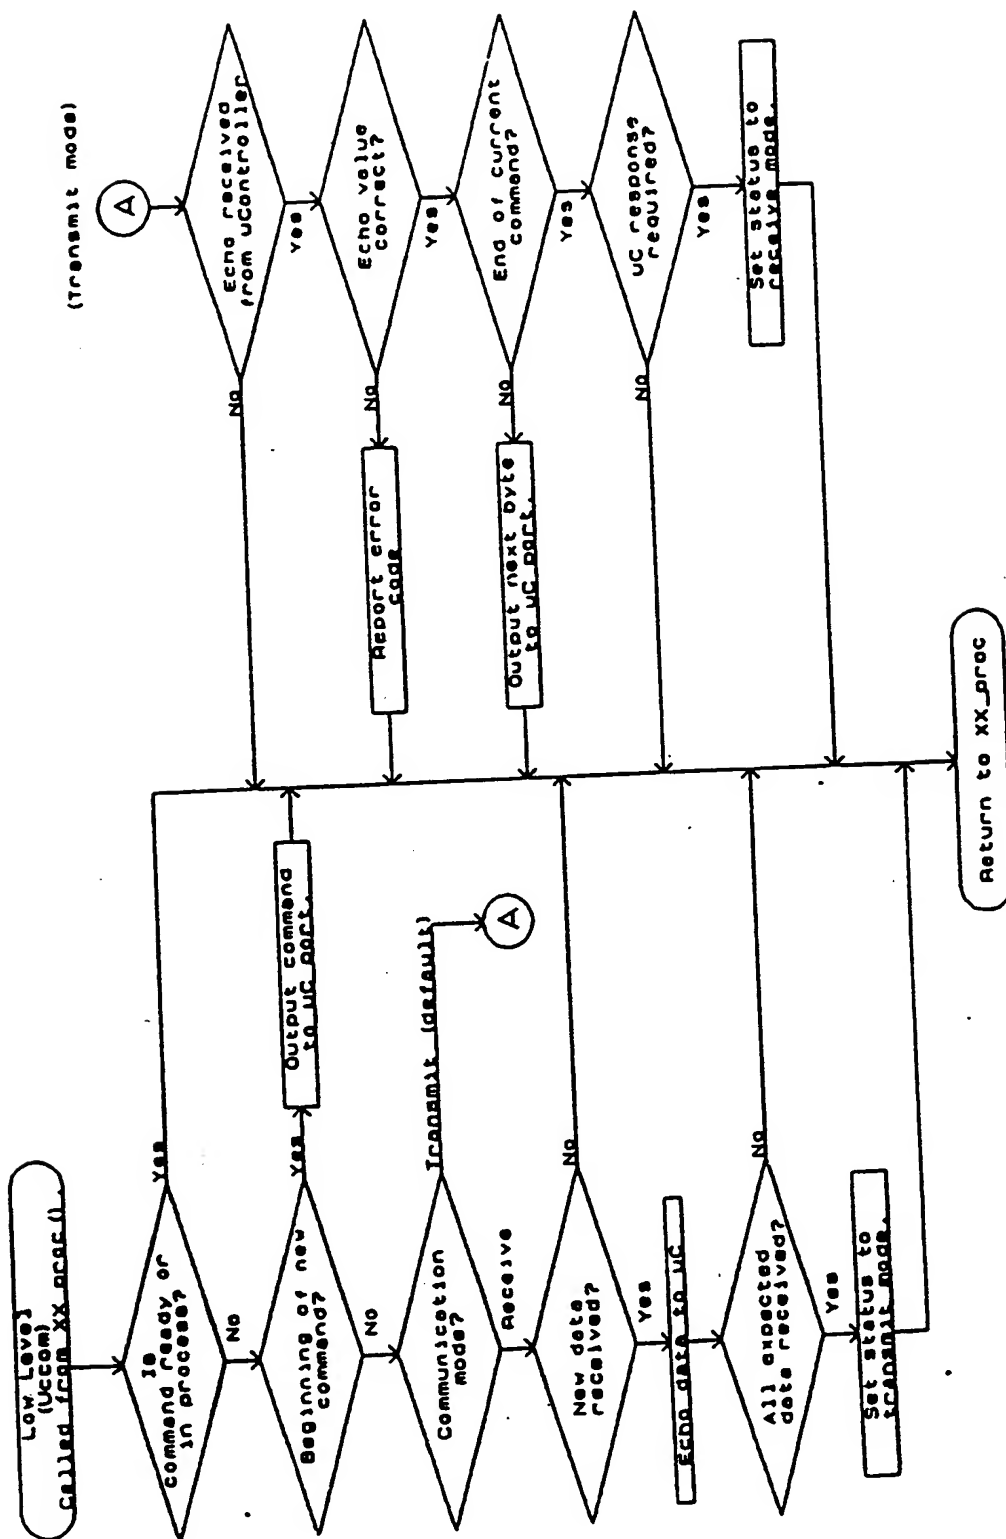 Low Level
(Uccom)
Called from XX_proc().
Is
command ready or
in process?
Yes
No
Beginning of new
command?
Yes
Output command
to uC port.
No
Communication
mode?
Transmit (default)
A
Receive
New data
received?
No
Yes
Echo data to uC
All expected
data received?
No
Yes
Set status to
transmit mode.
(Transmit mode)
A
Echo received
from uController
No
Yes
Echo value
correct?
No
Report error
code
Yes
End of current
command?
No
Output next byte
to uC port.
Yes
uC response
required?
No
Yes
Set status to
receive mode.
Return to XX_proc